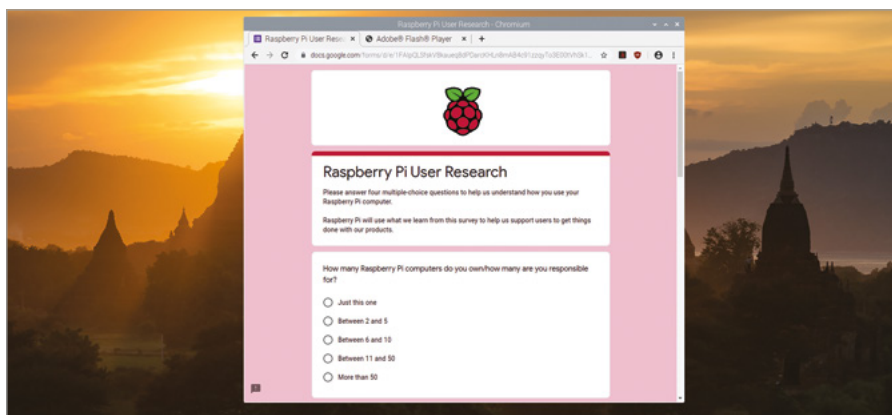 Raspberry Pi User Research - Chromium
Raspberry Pi User Rese
Adobe® Flash® Player
docs.google.com
Raspberry Pi User Research
Please answer four multiple-choice questions to help us understand how you use your
Raspberry Pi computer.
Raspberry Pi will use what we learn from this survey to help us support users to get things
done with our products.
How many Raspberry Pi computers do you own/how many are you responsible
for?
Just this one
Between 2 and 5
Between 6 and 10
Between 11 and 50
More than 50